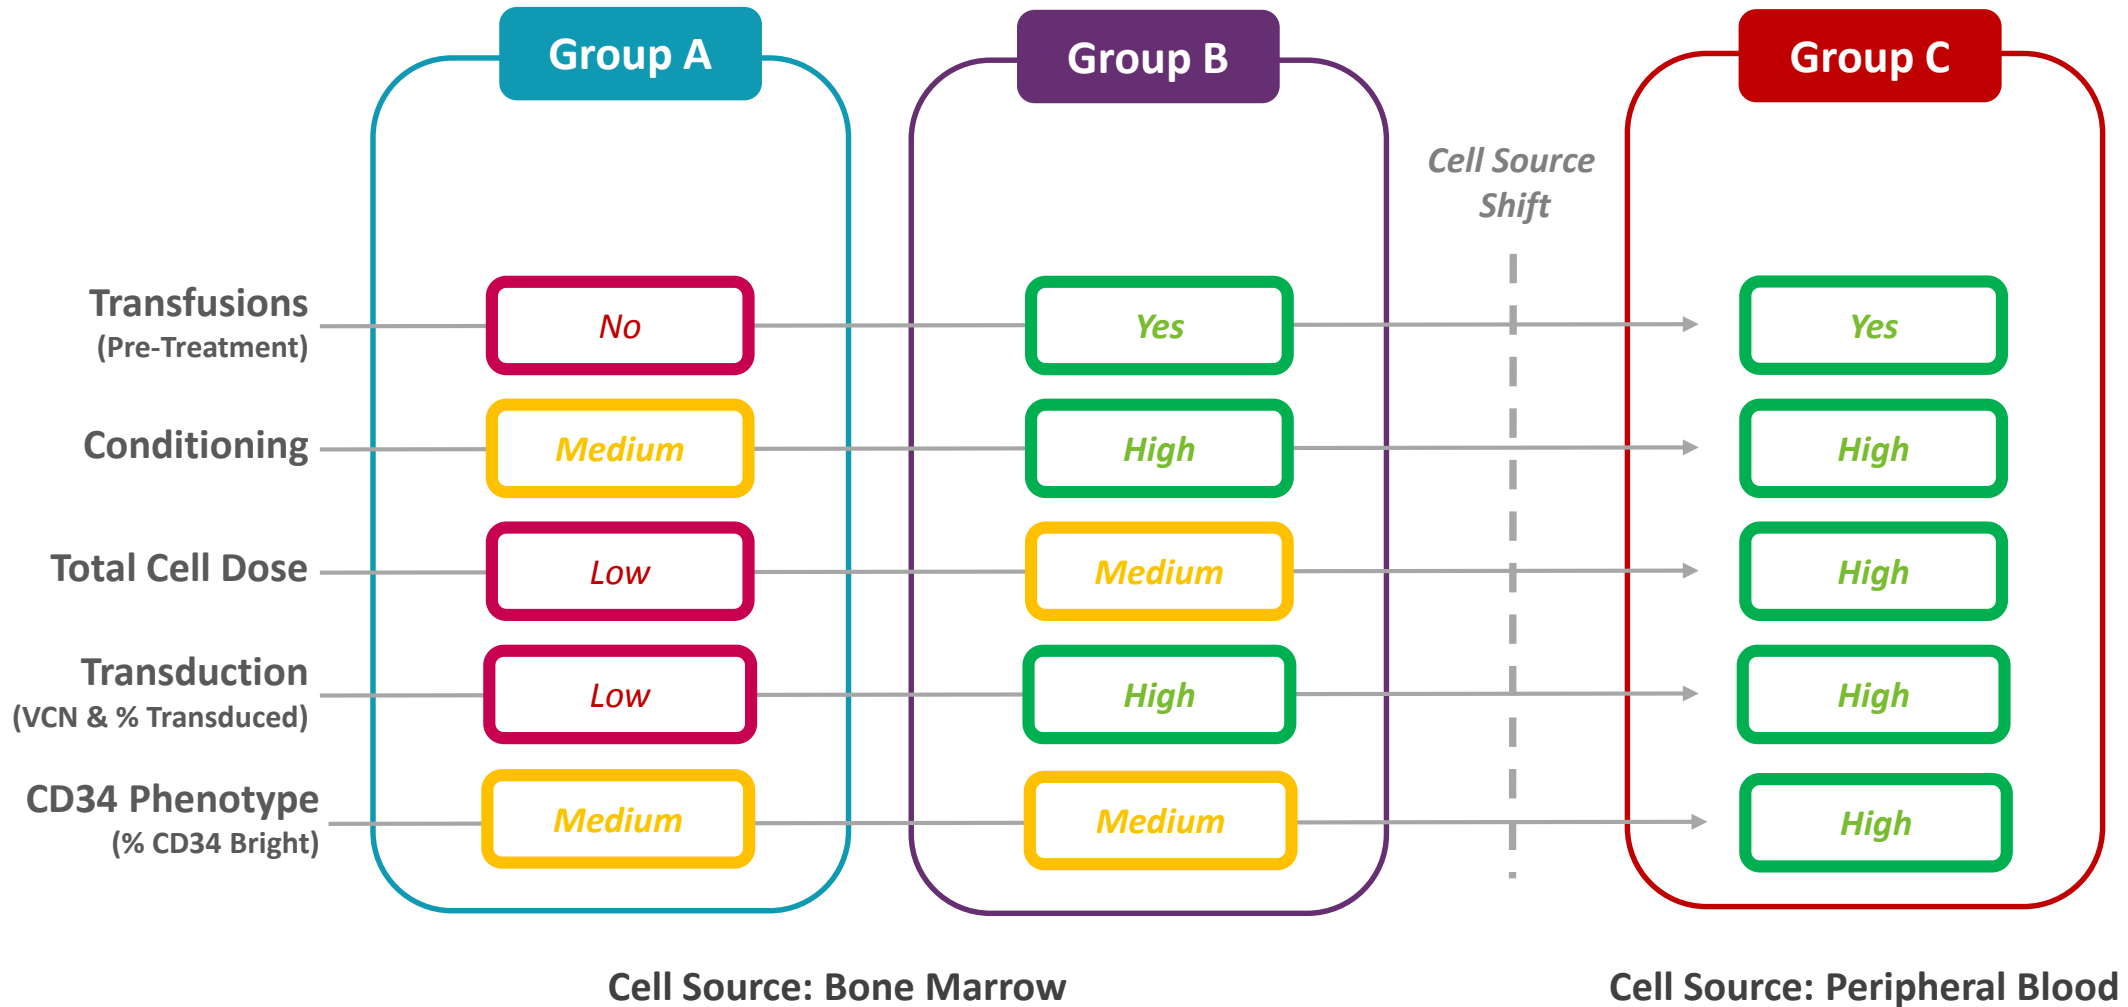 Group A
Group B
Group C
Cell Source
Shift
Transfusions
(Pre-Treatment)
No
Yes
Yes
Conditioning
Medium
High
High
Total Cell Dose
Low
Medium
High
Transduction
(VCN & % Transduced)
Low
High
High
CD34 Phenotype
(% CD34 Bright)
Medium
Medium
High
Cell Source: Bone Marrow
Cell Source: Peripheral Blood